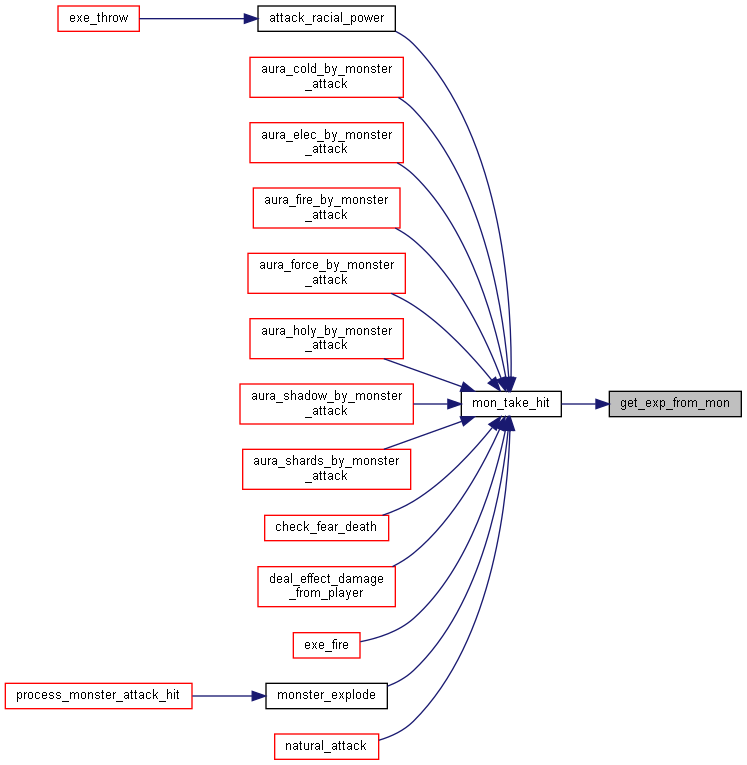 exe_throw
attack_racial_power
aura_cold_by_monster
_attack
aura_elec_by_monster
_attack
aura_fire_by_monster
_attack
aura_force_by_monster
_attack
aura_holy_by_monster
_attack
aura_shadow_by_monster
_attack
mon_take_hit
get_exp_from_mon
aura_shards_by_monster
_attack
check_fear_death
deal_effect_damage
_from_player
exe_fire
process_monster_attack_hit
monster_explode
natural_attack